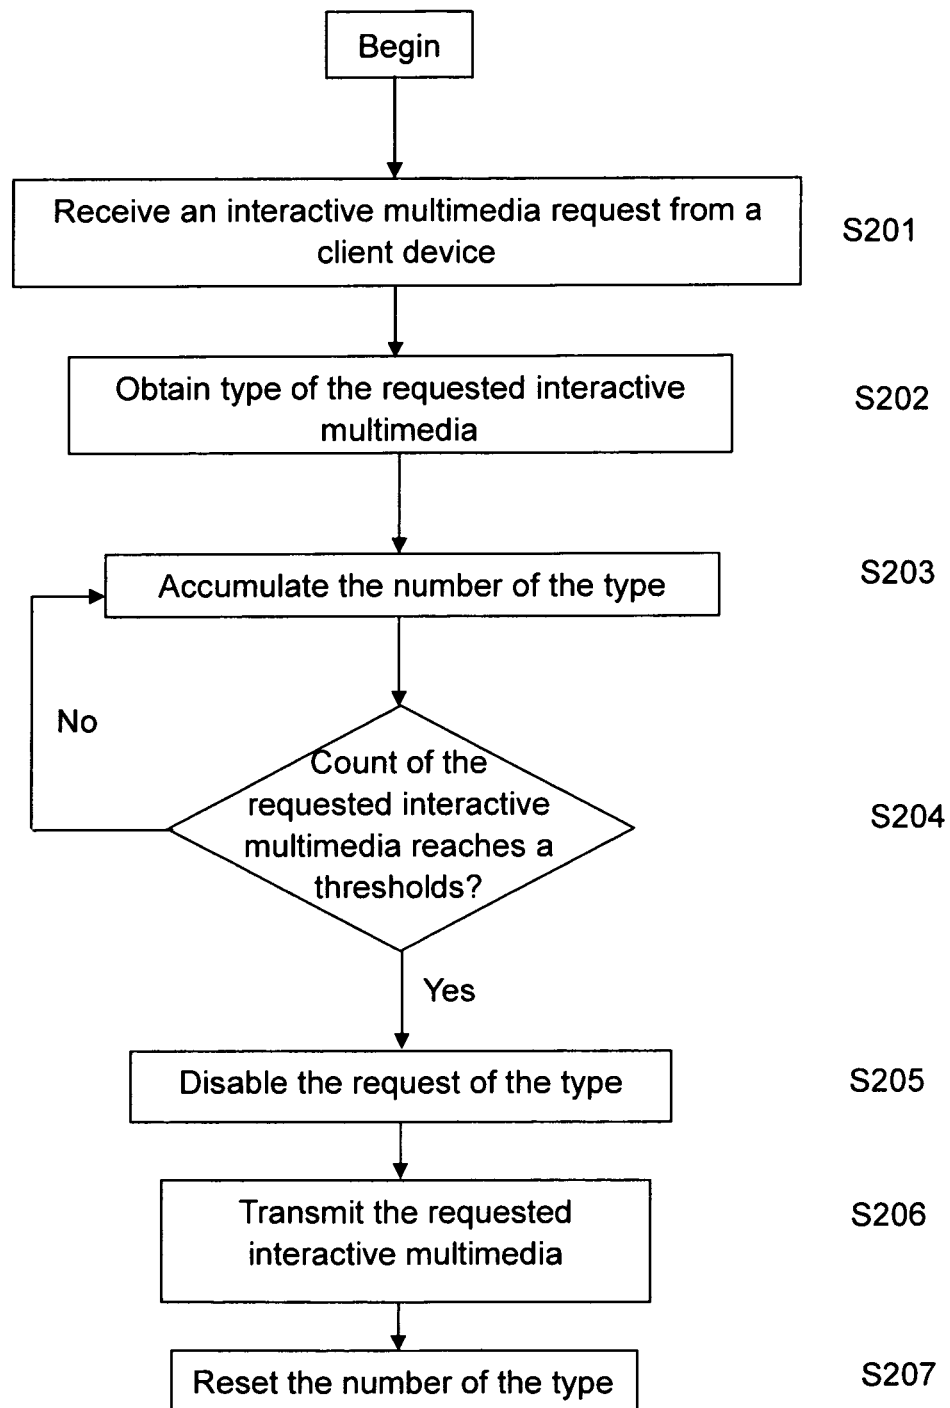 Begin
Receive an interactive multimedia request from a
client device
S201
Obtain type of the requested interactive
multimedia
S202
Accumulate the number of the type
S203
No
Count of the
requested interactive
multimedia reaches a
thresholds?
S204
Yes
Disable the request of the type
S205
Transmit the requested
interactive multimedia
S206
Reset the number of the type
S207